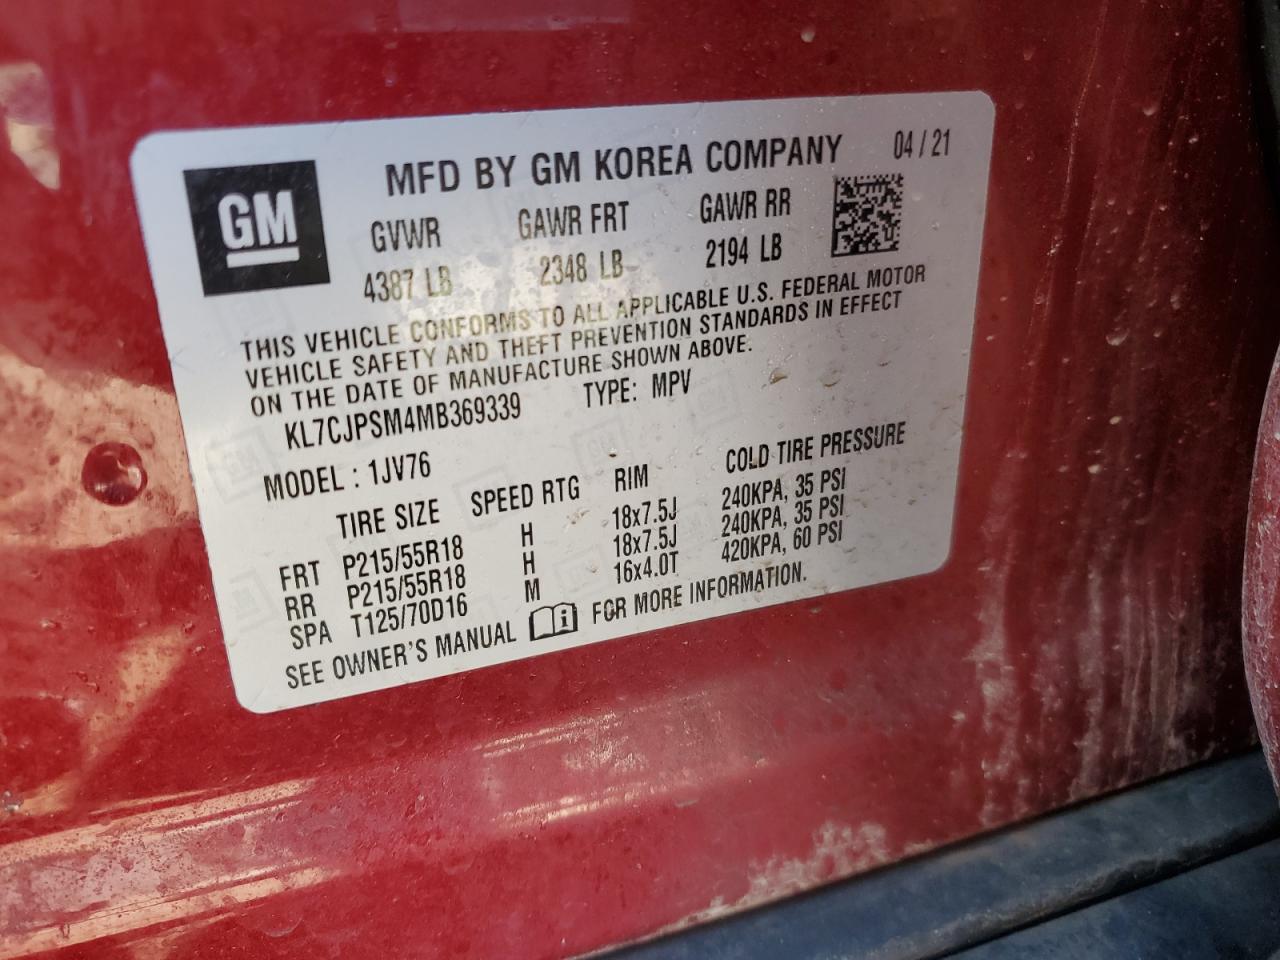 GM
MFD BY GM KOREA COMPANY 04 / 21
GVWR GAWR FRT GAWR RR
4387 LB 2348 LB 2194 LB
THIS VEHICLE CONFORMS TO ALL APPLICABLE U.S. FEDERAL MOTOR
VEHICLE SAFETY AND THEFT PREVENTION STANDARDS IN EFFECT
ON THE DATE OF MANUFACTURE SHOWN ABOVE.
KL7CJPSM4MB369339 TYPE: MPV
MODEL : 1JV76
TIRE SIZE SPEED RTG RIM COLD TIRE PRESSURE
FRT P215/55R18 H 18x7.5J 240KPA, 35 PSI
RR P215/55R18 H 18x7.5J 240KPA, 35 PSI
SPA T125/70D16 M 16x4.0T 420KPA, 60 PSI
SEE OWNER'S MANUAL FOR MORE INFORMATION.